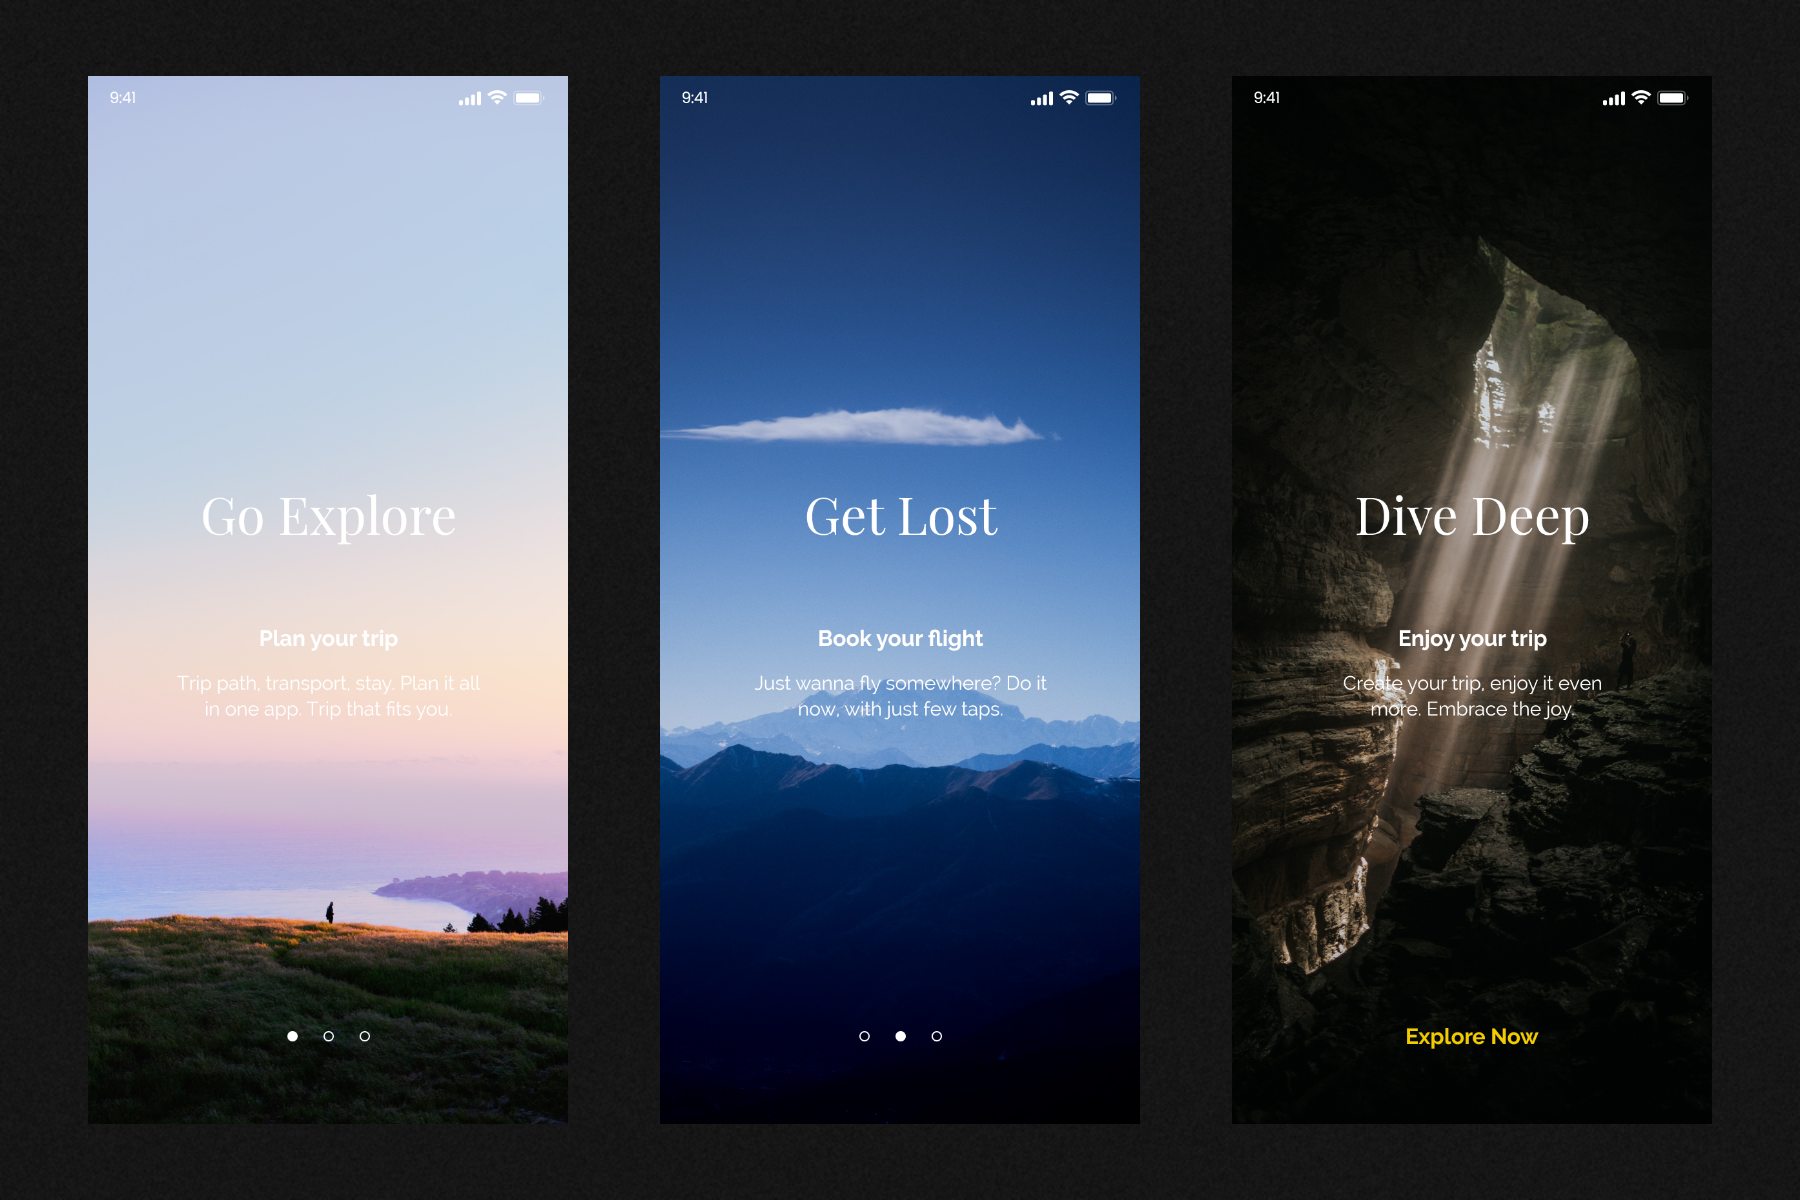 9:41
Go Explore
Plan your trip
Trip path, transport, stay. Plan it all
in one app. Trip that fits you.
9:41
Get Lost
Book your flight
Just wanna fly somewhere? Do it
now, with just few taps.
9:41
Dive Deep
Enjoy your trip
Create your trip, enjoy it even
more. Embrace the joy.
Explore Now